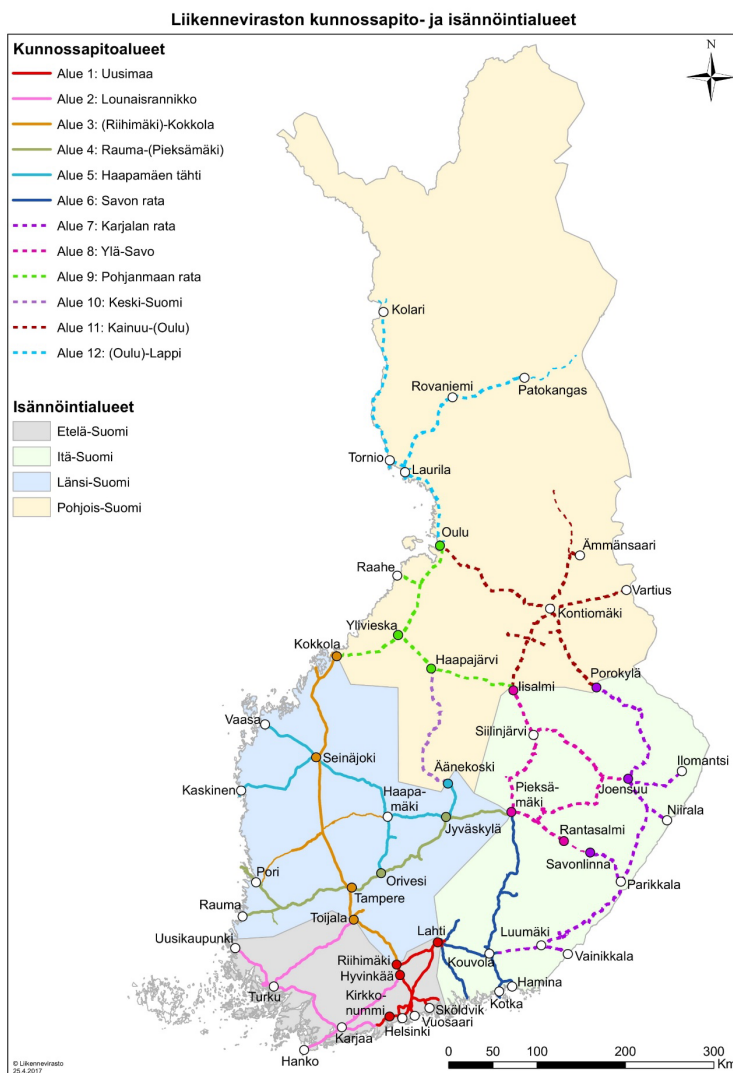 Liikenneviraston kunnossapito- ja isännöintialueet
Kunnossapitoalueet
Alue 1: Uusimaa
Alue 2: Lounaisrannikko
Alue 3: (Riihimäki)-Kokkola
Alue 4: Rauma-(Pieksämäki)
Alue 5: Haapamäen tähti
Alue 6: Savon rata
Alue 7: Karjalan rata
Alue 8: Ylä-Savo
Alue 9: Pohjanmaan rata
Alue 10: Keski-Suomi
Alue 11: Kainuu-(Oulu)
Alue 12: (Oulu)-Lappi
Isännöintialueet
Etelä-Suomi
Itä-Suomi
Länsi-Suomi
Pohjois-Suomi
N
Kolari
Rovaniemi
Patokangas
Tornio
Laurila
Oulu
Ämmänsaari
Raahe
Vartius
Kontiomäki
Ylivieska
Kokkola
Haapajärvi
Iisalmi
Porokylä
Vaasa
Siilinjärvi
Seinäjoki
Äänekoski
Ilomantsi
Kaskinen
Haapa-
mäki
Pieksä-
mäki
Joensuu
Niirala
Jyväskylä
Rantasalmi
Savonlinna
Pori
Orivesi
Parikkala
Rauma
Tampere
Toijala
Lahti
Luumäki
Uusikaupunki
Riihimäki
Kouvola
Vainikkala
Hyvinkää
Turku
Kirkko-
nummi
Hamina
Sköldvik
Kotka
Vuosaari
Helsinki
Karjaa
Hanko
0 50 100 200 300
KM
© Liikennevirasto
25.4.2017